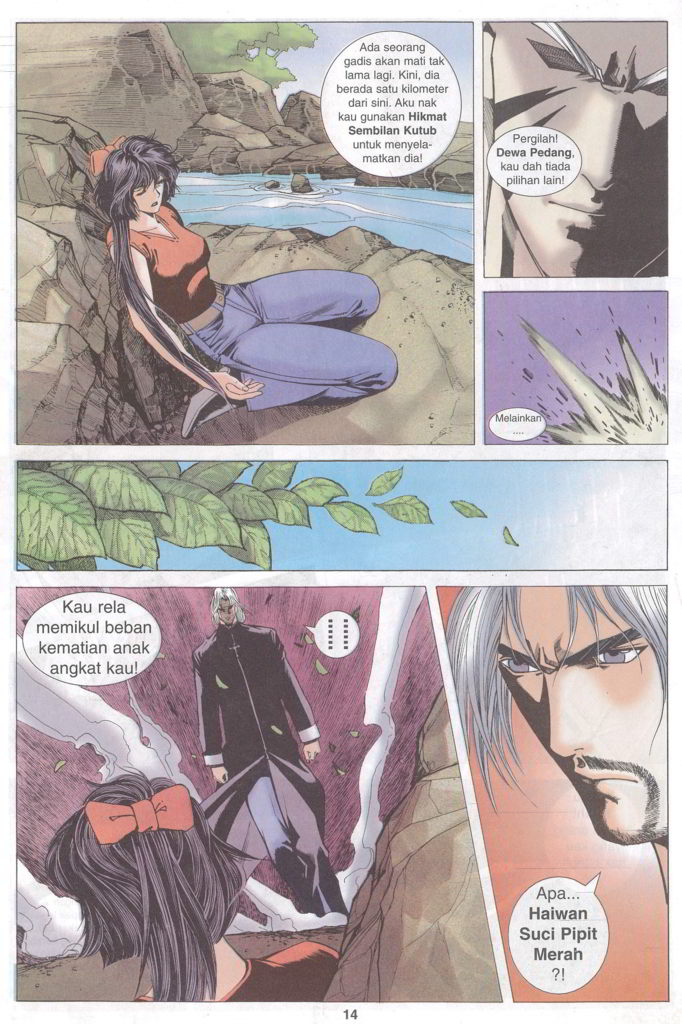 Ada seorang
gadis akan mati tak
lama lagi. Kini, dia
berada satu kilometer
dari sini. Aku nak
kau gunakan Hikmat
Sembilan Kutub
untuk menyela-
matkan dia!
Pergilah!
Dewa Pedang,
kau dah tiada
pilihan lain!
Melainkan
....
Kau rela
memikul beban
kematian anak
angkat kau!
Apa...
Haiwan
Suci Pipit
Merah
?!
14